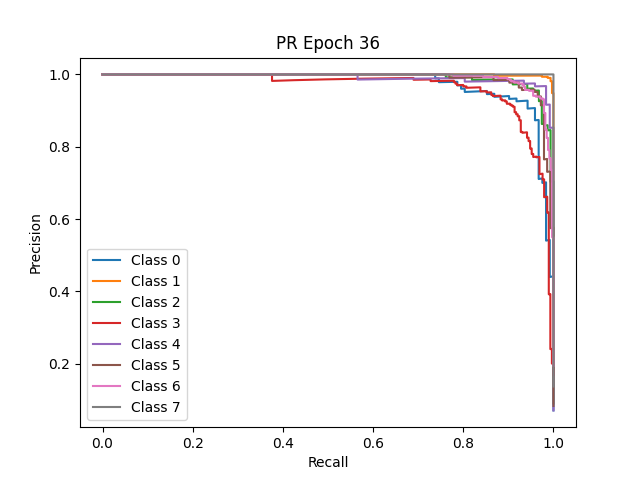 PR Epoch 36
Precision
1.0
0.8
0.6
0.4
0.2
Class 0
Class 1
Class 2
Class 3
Class 4
Class 5
Class 6
Class 7
0.0 0.2 0.4 0.6 0.8 1.0
Recall